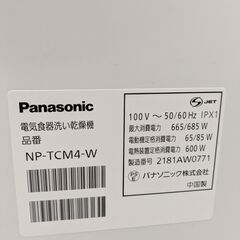 Panasonic
電気食器洗い乾燥機
品番
NP-TCM4-W
JET
100 V ~ 50/60 Hz IPX1
最大消費電力 665/685 W
電動機定格消費電力 65/85 W
電熱装置定格消費電力 600 W
製造番号 2181AW0771
パナソニック株式会社
中国製